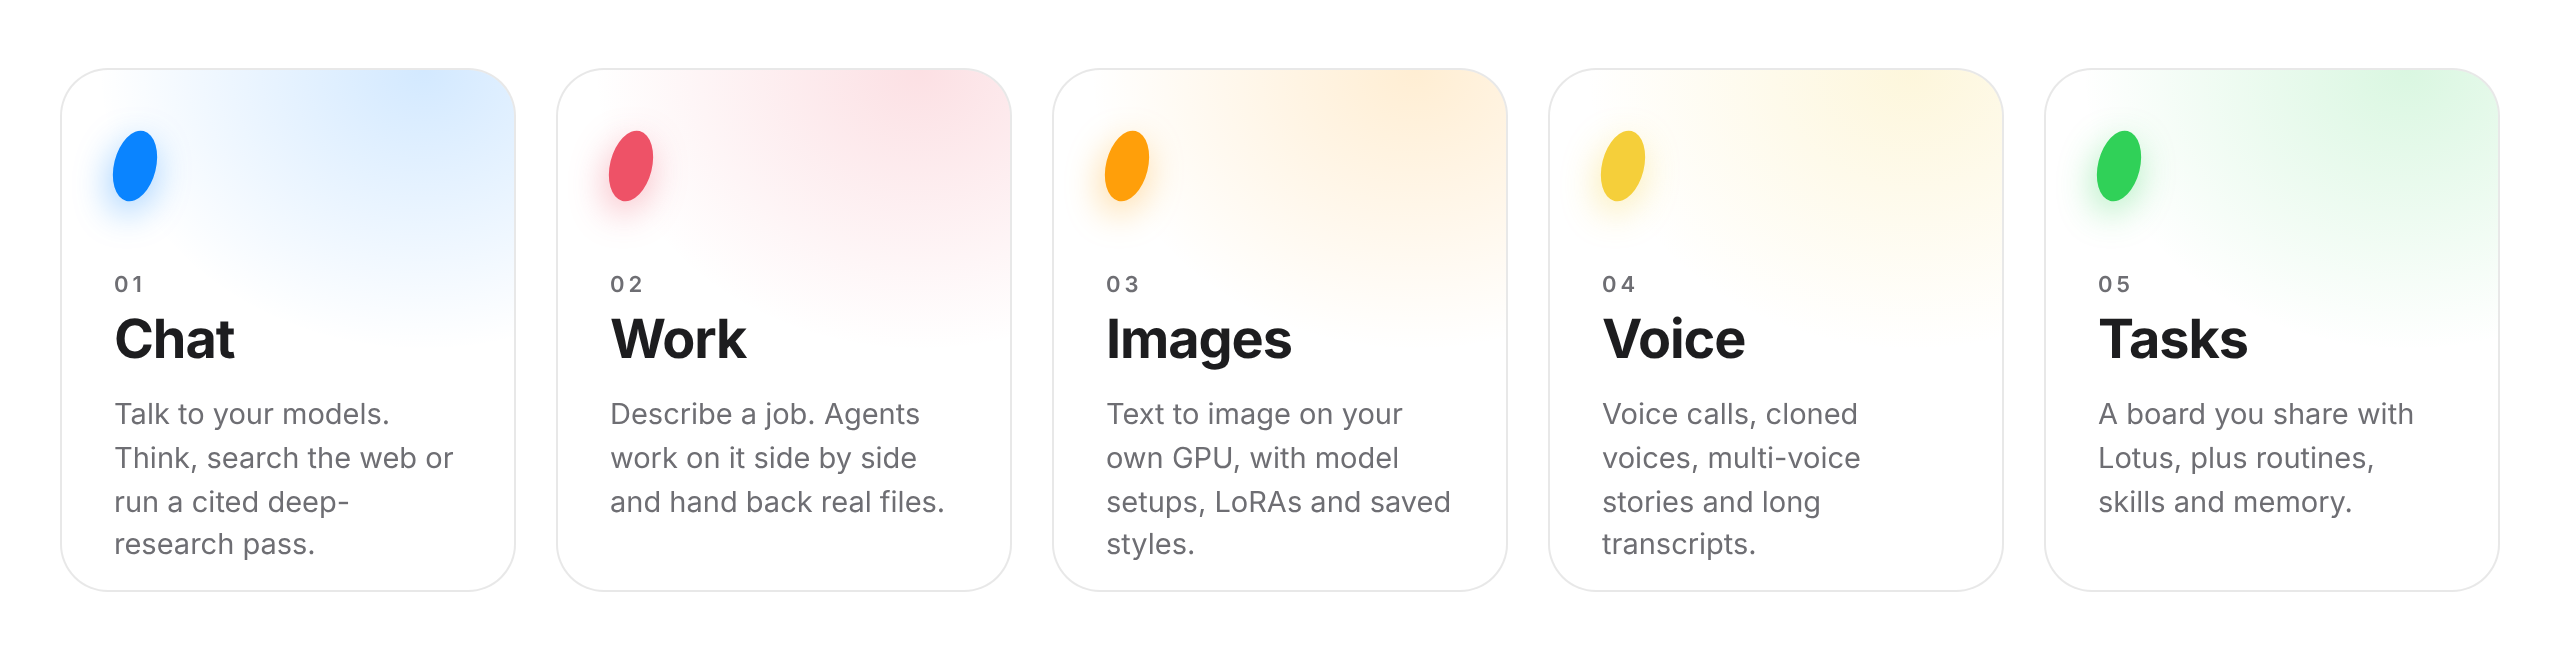 01
Chat
Talk to your models.
Think, search the web or
run a cited deep-
research pass.
02
Work
Describe a job. Agents
work on it side by side
and hand back real files.
03
Images
Text to image on your
own GPU, with model
setups, LoRAs and saved
styles.
04
Voice
Voice calls, cloned
voices, multi-voice
stories and long
transcripts.
05
Tasks
A board you share with
Lotus, plus routines,
skills and memory.